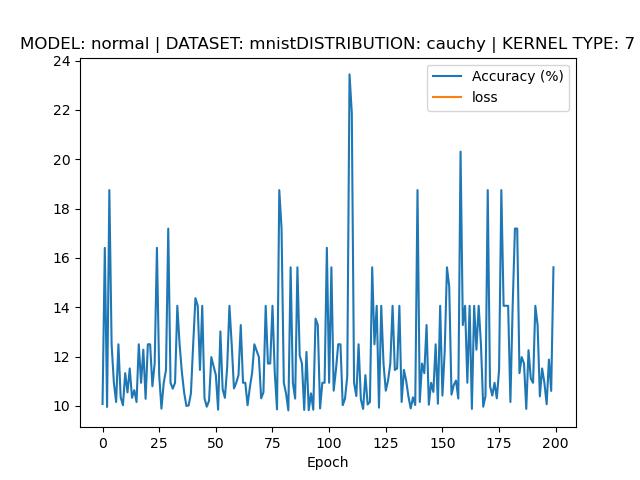 MODEL: normal | DATASET: mnistDISTRIBUTION: cauchy | KERNEL TYPE: 7
24
22
20
18
16
14
12
10
Accuracy (%)
loss
0 25 50 75 100 125 150 175 200
Epoch